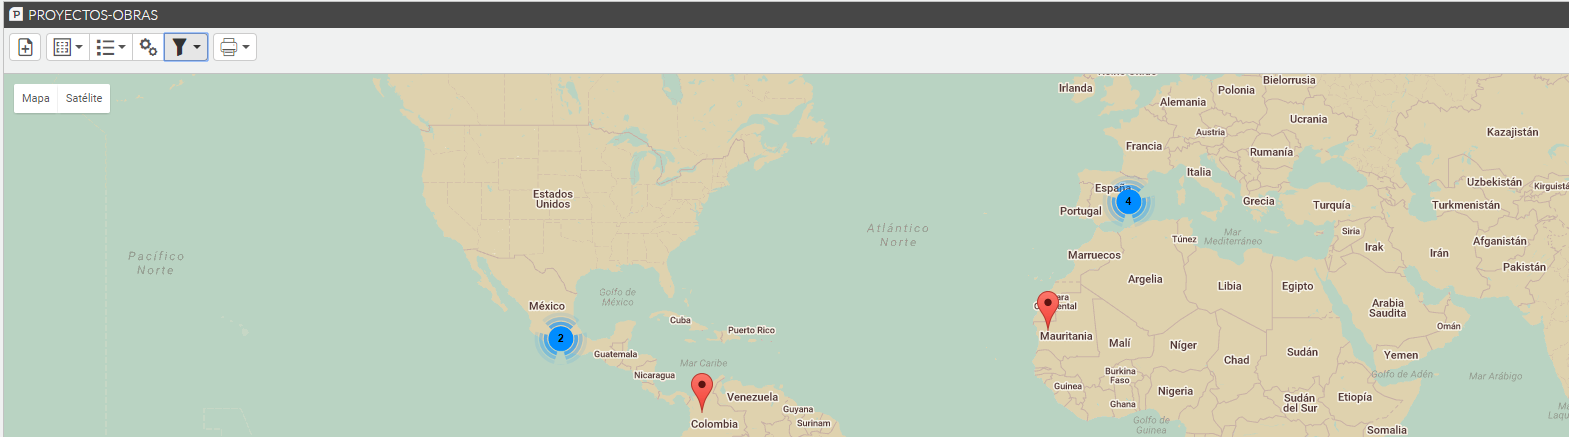 P PROYECTOS-OBRAS
Mapa Satélite
Irlanda
Bielorrusia
Polonia
Alemania
Ucrania
Austria
Kazajistán
Francia
Rumanía
Italia
Uzbekistán
Estados
Unidos
España
Portugal
Grecia
Turquía
Turkmenistán
4
Atlántico
Norte
Mar
Mediterráneo
Siria
Túnez
Irak
Afganistán
Pacífico
Norte
Marruecos
Irán
Pakistán
Argelia
Libia
Egipto
Golfo de
México
México
Arabia
Saudita
Cuba
Puerto Rico
Omán
Mauritania
2
Malí
Níger
Guatemala
Mar Caribe
Chad
Sudán
Yemen
Nicaragua
Burkina
Faso
Golfo de Adén
Mar Arábigo
Guinea
Nigeria
Venezuela
Ghana
Sudán
del Sur
Etiopía
Guyana
Colombia
Surinam
Golfo de
Guinea
Somalia